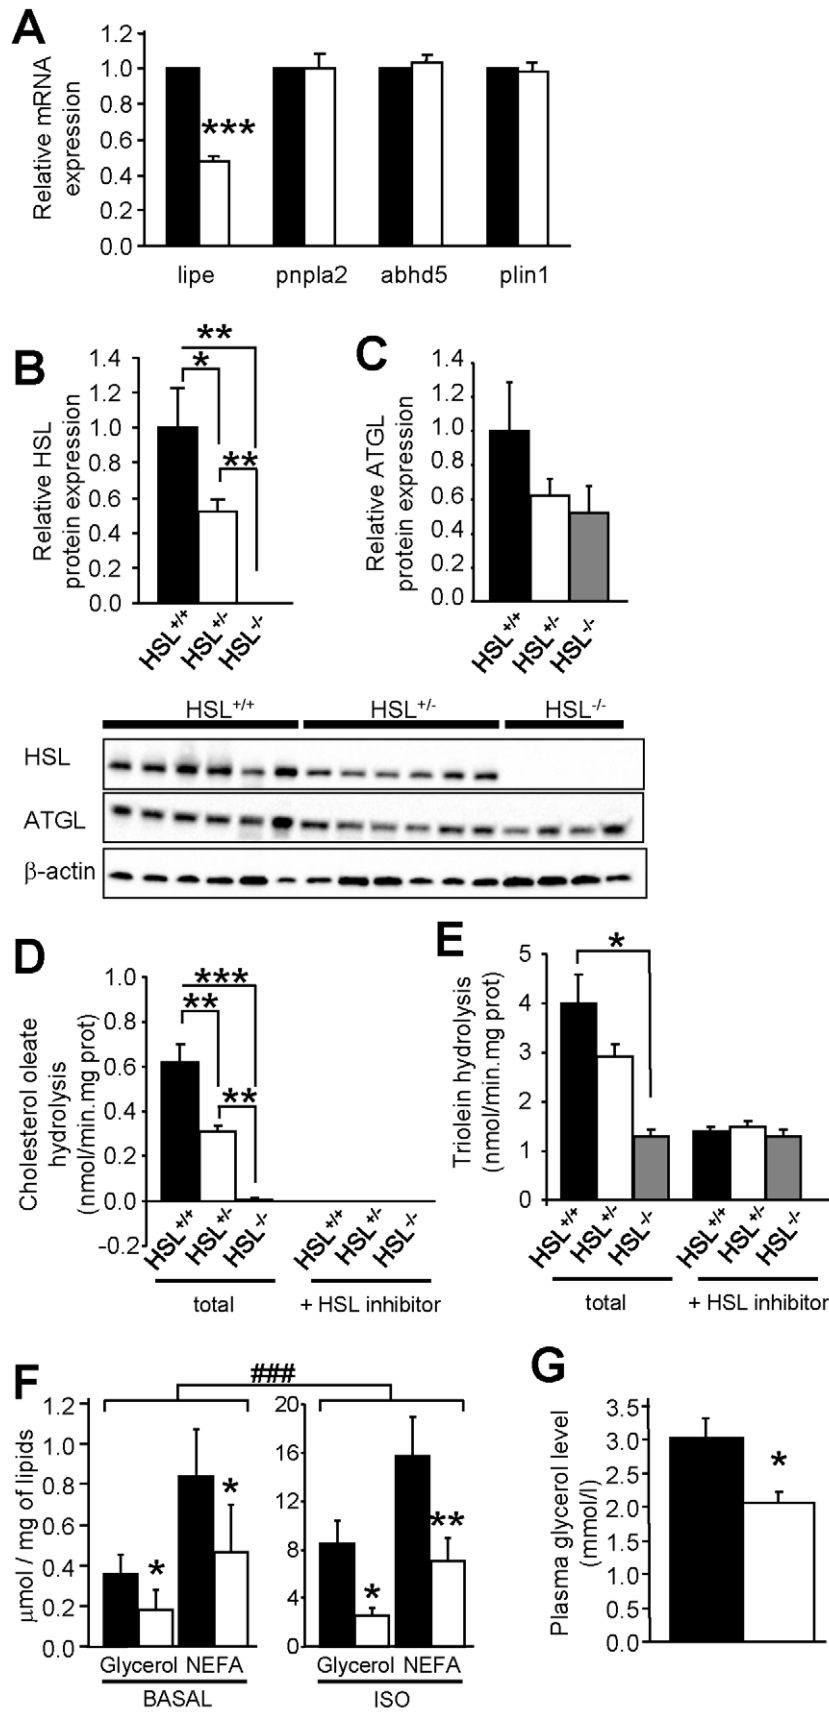 A
Relative mRNA
expression
1.2
1.0
0.8
0.6
0.4
0.2
0.0
***
lipe pnpla2 abhd5 plin1
B
Relative HSL
protein expression
1.4
1.2
1.0
0.8
0.6
0.4
0.2
0.0
**
*
**
HSL+/+ HSL+/- HSL-/-
C
Relative ATGL
protein expression
1.4
1.2
1.0
0.8
0.6
0.4
0.2
0.0
HSL+/+ HSL+/- HSL-/-
HSL+/+ HSL+/- HSL-/-
HSL
ATGL
β-actin
D
Cholesterol oleate
hydrolysis
(nmol/min.mg prot)
1.0
0.8
0.6
0.4
0.2
0.0
-0.2
***
**
**
HSL+/+ HSL+/- HSL-/- HSL+/+ HSL+/- HSL-/-
total + HSL inhibitor
E
Triolein hydrolysis
(nmol/min.mg prot)
5
4
3
2
1
0
*
HSL+/+ HSL+/- HSL-/- HSL+/+ HSL+/- HSL-/-
total + HSL inhibitor
F
###
μmol / mg of lipids
1.2
1.0
0.8
0.6
0.4
0.2
0.0
* *
Glycerol NEFA
BASAL
20
16
12
8
4
0
* **
Glycerol NEFA
ISO
G
Plasma glycerol level
(mmol/l)
3.5
3.0
2.5
2.0
1.5
1.0
0.5
0.0
*